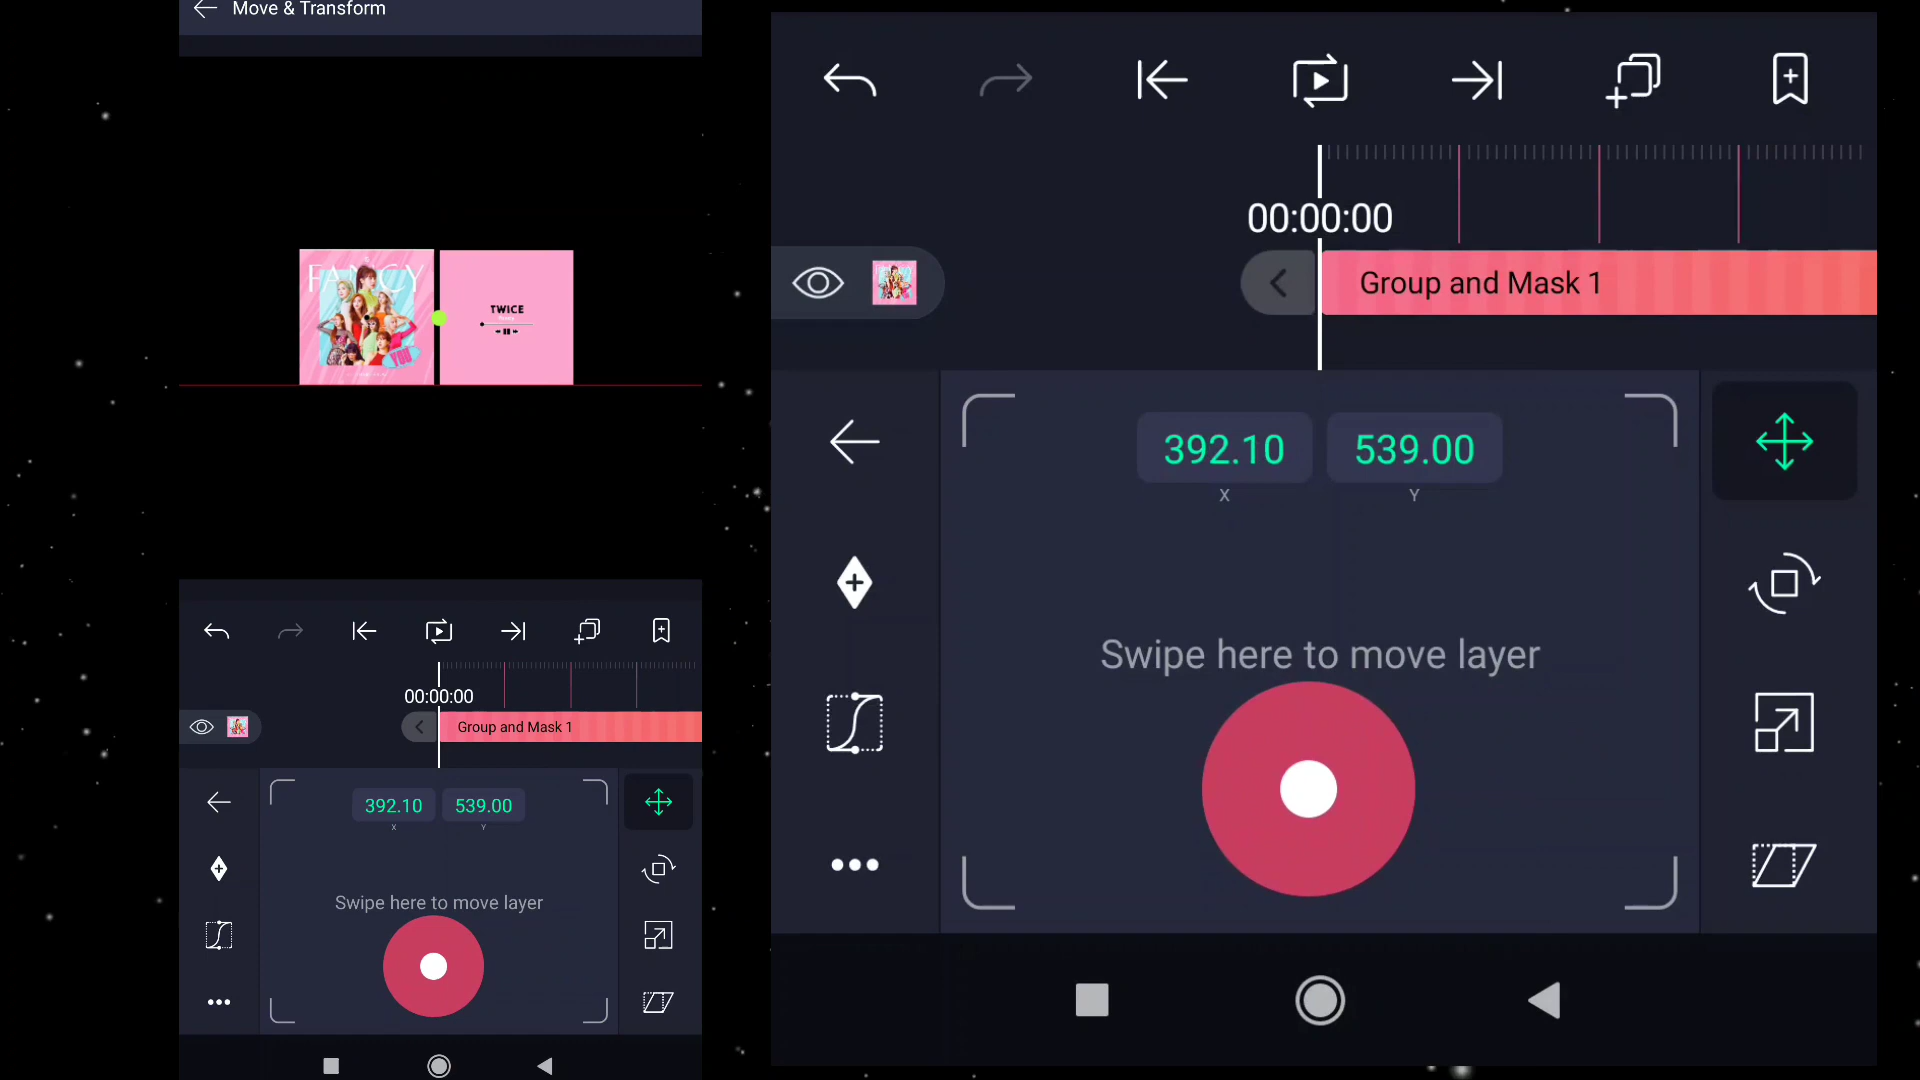 Move & Transform
FANCY
YOU
TWICE
00:00:00
Group and Mask 1
392.10 539.00
X Y
Swipe here to move layer
00:00:00
Group and Mask 1
392.10 539.00
X Y
Swipe here to move layer